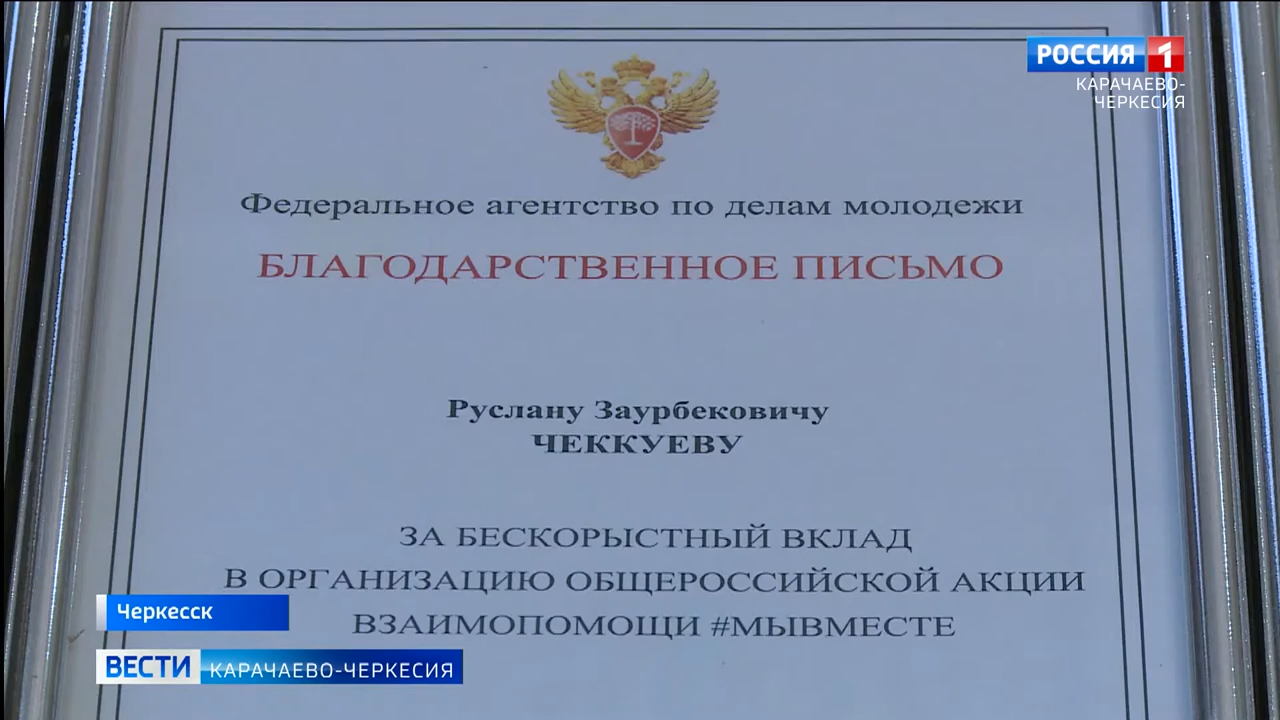 РОССИЯ 1
КАРАЧАЕВО-
ЧЕРКЕСИЯ
Федеральное агентство по делам молодежи
БЛАГОДАРСТВЕННОЕ ПИСЬМО
Руслану Заурбековичу
ЧЕККУЕВУ
ЗА БЕСКОРЫСТНЫЙ ВКЛАД
В ОРГАНИЗАЦИЮ ОБЩЕРОССИЙСКОЙ АКЦИИ
ВЗАИМОПОМОЩИ #МЫВМЕСТЕ
Черкесск
ВЕСТИ КАРАЧАЕВО-ЧЕРКЕСИЯ